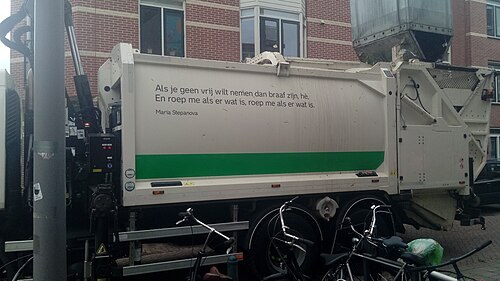 Als je geen vrij wilt nemen dan braaf zijn, hè,
En roep me als er wat is, roep me als er wat is.
Maria Stepanova